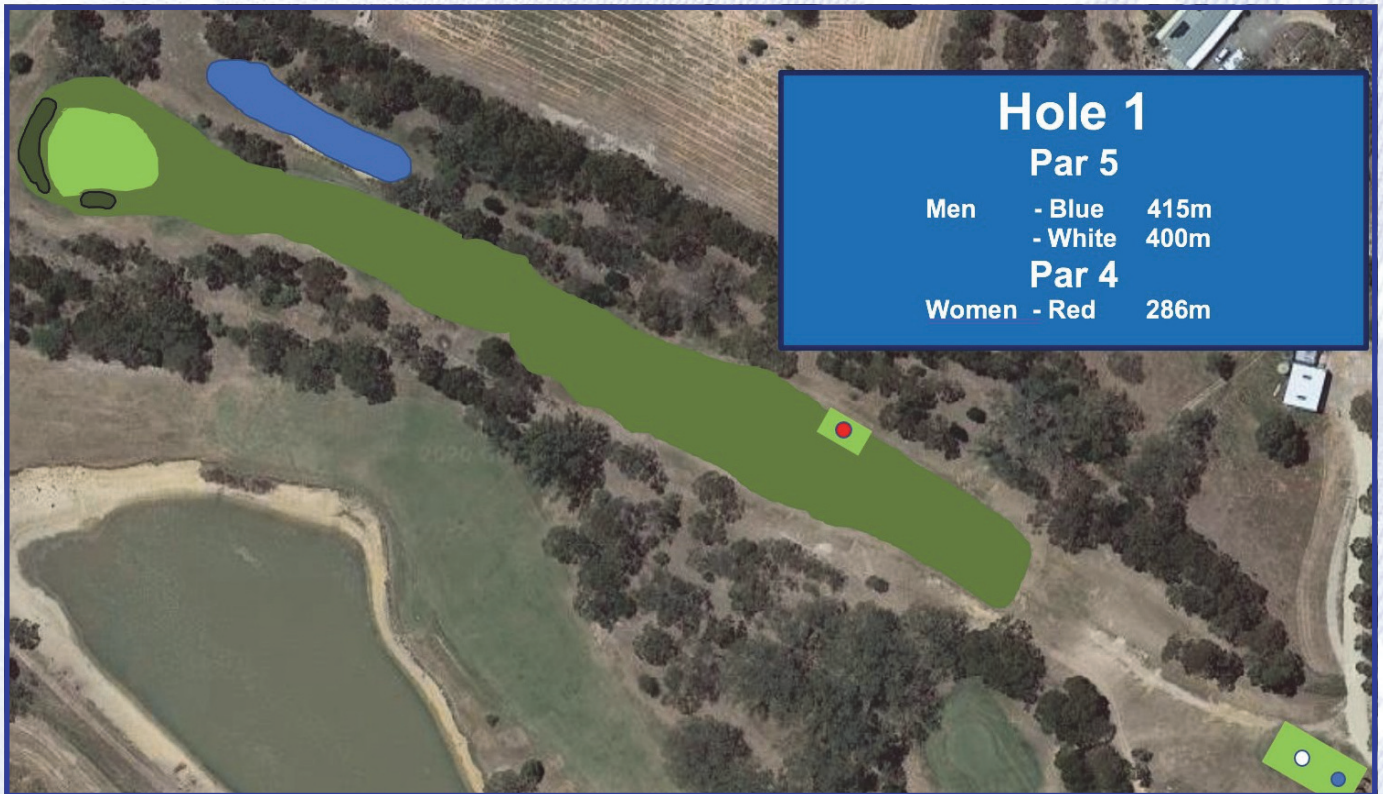 Hole 1
Par 5
Men - Blue 415m
- White 400m
Par 4
Women - Red 286m